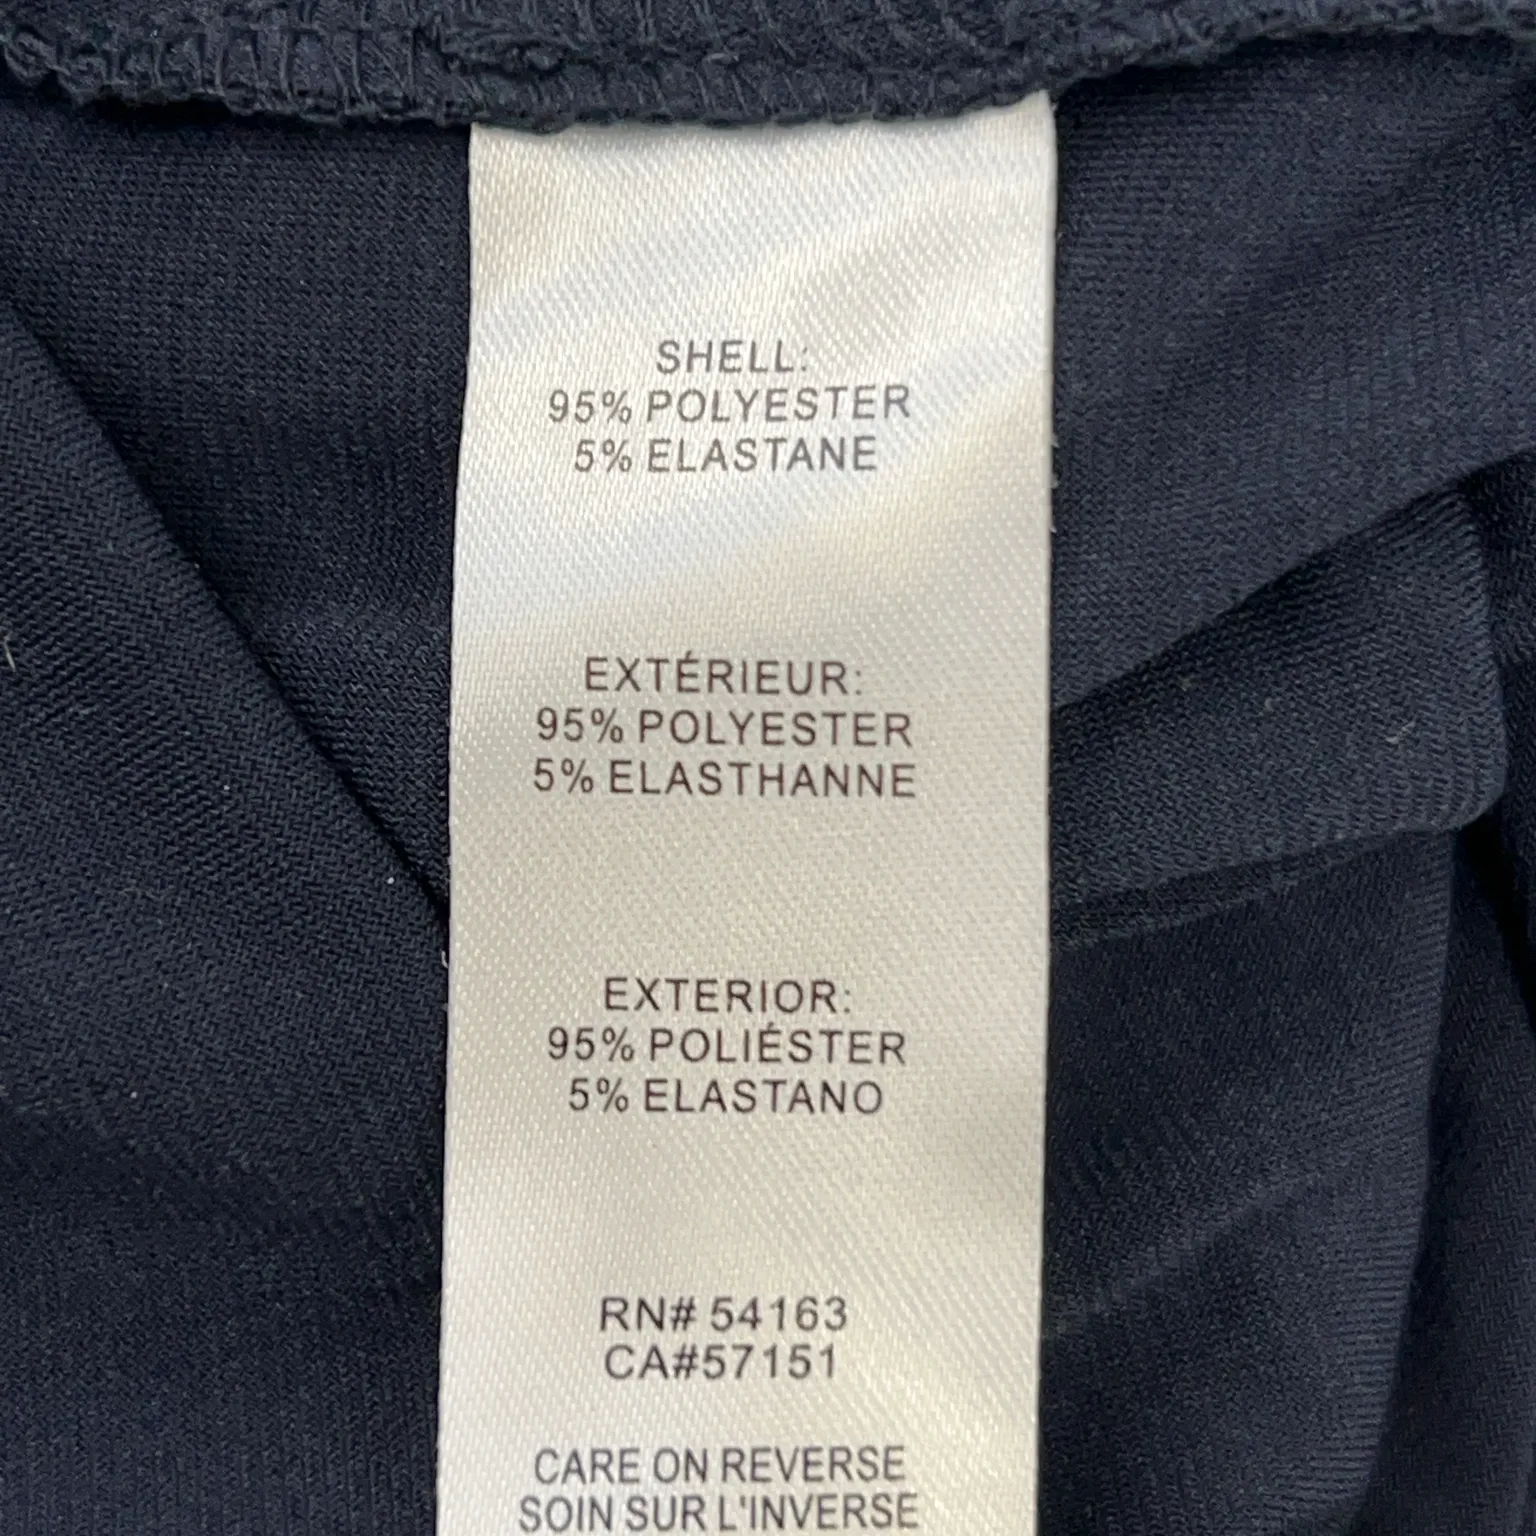 SHELL:
95% POLYESTER
5% ELASTANE
EXTÉRIEUR:
95% POLYESTER
5% ELASTHANNE
EXTERIOR:
95% POLIÉSTER
5% ELASTANO
RN# 54163
CA#57151
CARE ON REVERSE
SOIN SUR L'INVERSE